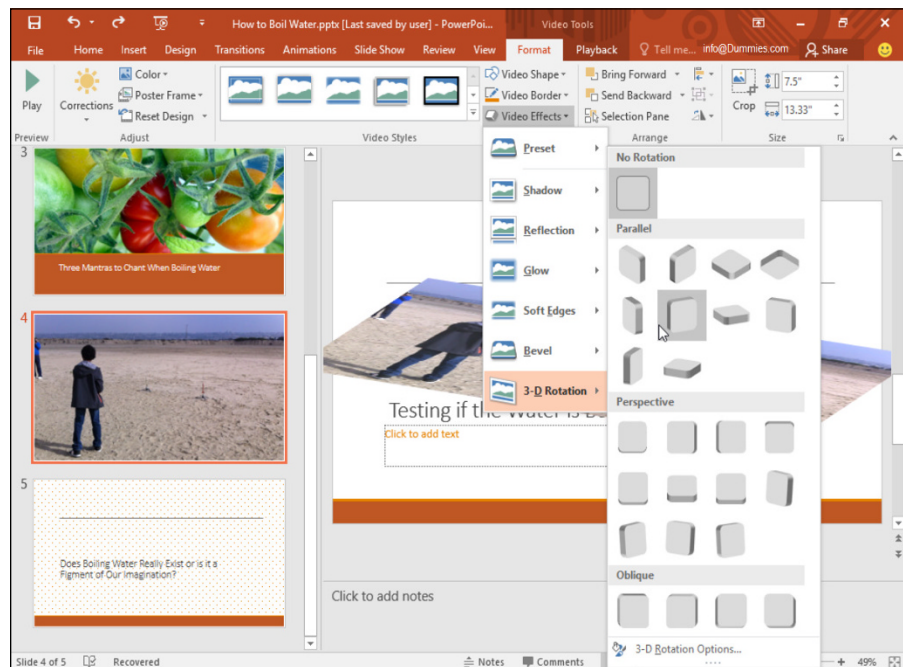 How to Boil Water.pptx [Last saved by user] - PowerPoi...
Video Tools
File Home Insert Design Transitions Animations Slide Show Review View Format Playback Tell me... info@Dummies.com Share
Play
Corrections
Color
Poster Frame
Reset Design
Video Shape
Video Border
Video Effects
Bring Forward
Send Backward
Selection Pane
Crop
7.5"
13.33"
Preview Adjust Video Styles Arrange Size
Preset
Shadow
Reflection
Glow
Soft Edges
Bevel
3-D Rotation
No Rotation
Parallel
Perspective
Oblique
3-D Rotation Options...
3
Three Mantras to Chant When Boiling Water
4
5
Does Boiling Water Really Exist or is it a
Figment of Our Imagination?
Testing if the Water is
Click to add text
Click to add notes
Slide 4 of 5 Recovered Notes Comments 49%